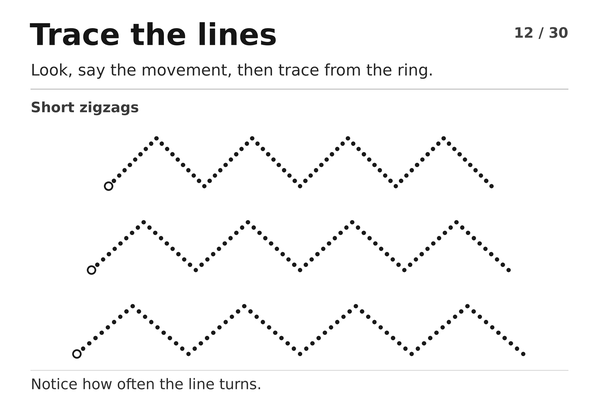 Trace the lines
12 / 30
Look, say the movement, then trace from the ring.
Short zigzags
Notice how often the line turns.